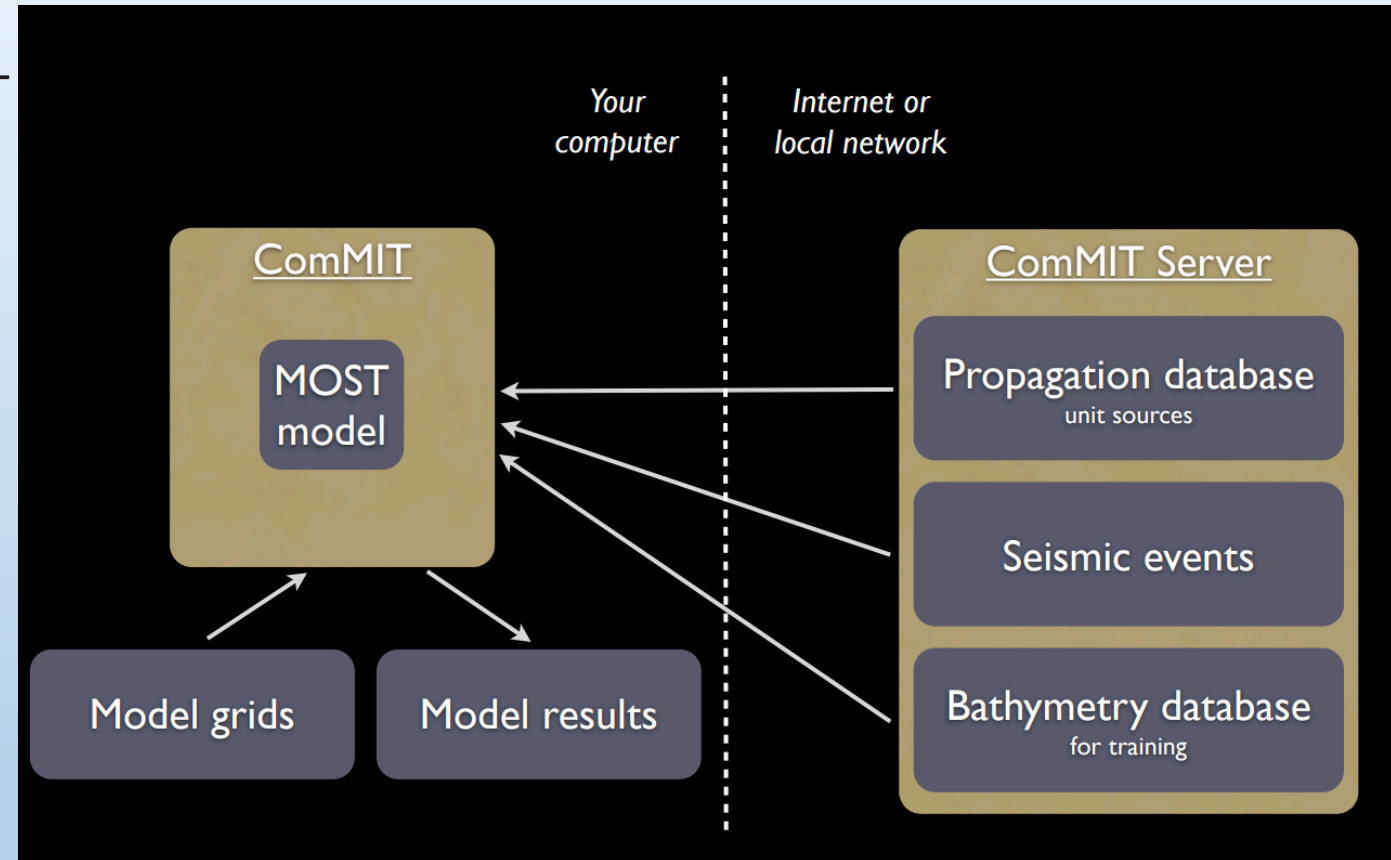 Your
computer
Internet or
local network
ComMIT
MOST
model
Model grids
Model results
ComMIT Server
Propagation database
unit sources
Seismic events
Bathymetry database
for training